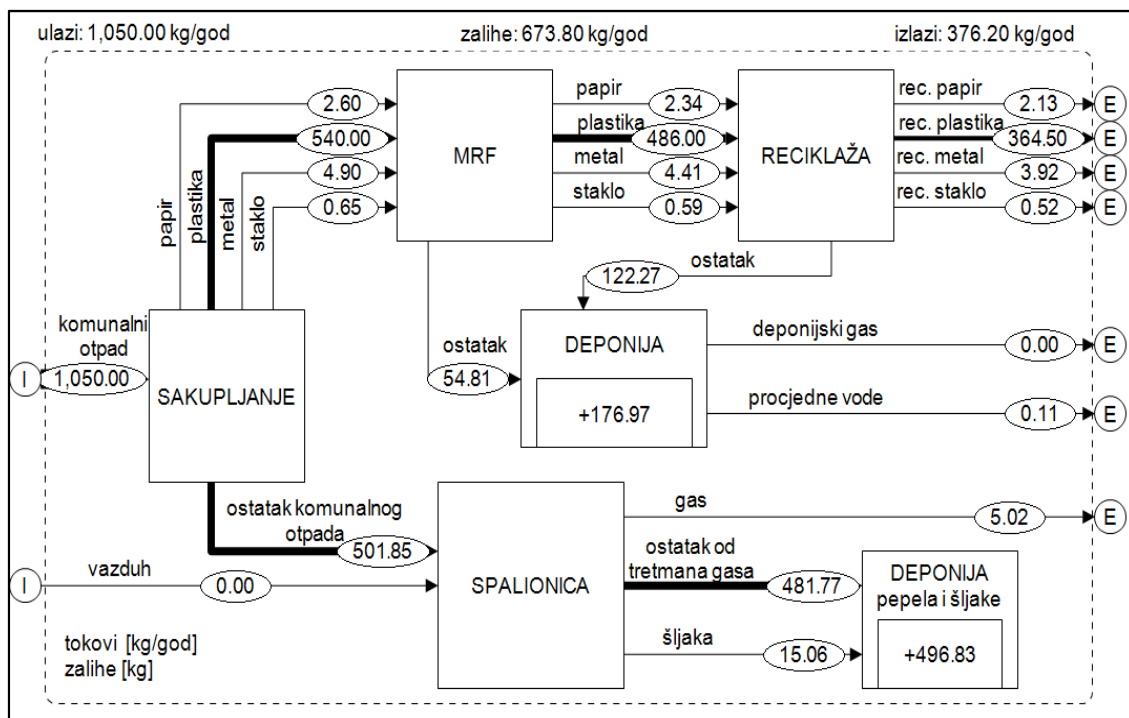 ulazi: 1,050.00 kg/god
zalihe: 673.80 kg/god
izlazi: 376.20 kg/god
papir
plastika
metal
staklo
2.60
540.00
4.90
0.65
MRF
papir
2.34
plastika
486.00
metal
4.41
staklo
0.59
RECIKLAŽA
rec. papir
2.13
E
rec. plastika
364.50
E
rec. metal
3.92
E
rec. staklo
0.52
E
ostatak
122.27
komunalni
otpad
I
1,050.00
SAKUPLJANJE
ostatak
54.81
DEPONIJA
+176.97
deponijski gas
0.00
E
procjedne vode
0.11
E
ostatak komunalnog
otpada
501.85
I
vazduh
0.00
SPALIONICA
gas
5.02
E
ostatak od
tretmana gasa
481.77
šljaka
15.06
DEPONIJA
pepela i šljake
+496.83
tokovi [kg/god]
zalihe [kg]